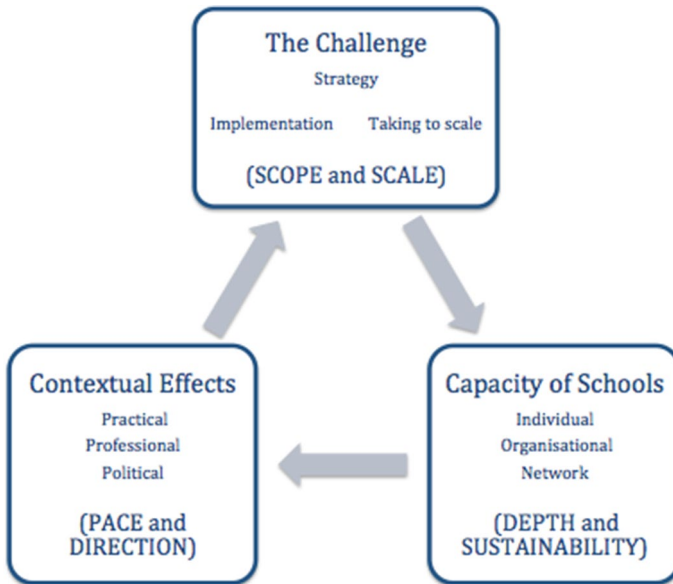 The Challenge
Strategy
Implementation Taking to scale
(SCOPE and SCALE)
Contextual Effects
Practical
Professional
Political
(PACE and
DIRECTION)
Capacity of Schools
Individual
Organisational
Network
(DEPTH and
SUSTAINABILITY)